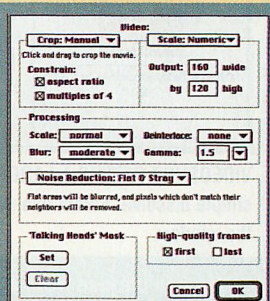 Video:
Crop: Manual
Scale: Numeric
Click and drag to crop the movie.
Constrain:
aspect ratio
multiples of 4
Output: 160 wide
by 120 high
Processing
Scale: normal
Deinterlace: none
Blur: moderate
Gamma: 1.5
Noise Reduction: Flat & Stray
Flat areas will be blurred, and pixels which don't match their
neighbors will be removed.
'Talking Heads' Mask
Set
Clear
High-quality frames
first
last
Cancel
OK